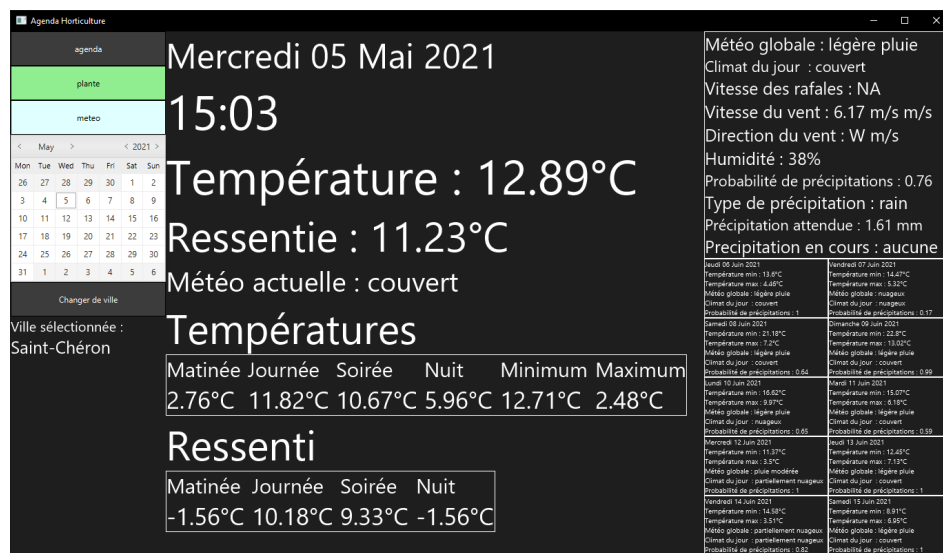 Agenda Horticulture
agenda
plante
meteo
< May > < 2021 >
Mon Tue Wed Thu Fri Sat Sun
26 27 28 29 30 1 2
3 4 5 6 7 8 9
10 11 12 13 14 15 16
17 18 19 20 21 22 23
24 25 26 27 28 29 30
31 1 2 3 4 5 6
Changer de ville
Ville sélectionnée :
Saint-Chéron
Mercredi 05 Mai 2021
15:03
Température : 12.89°C
Ressentie : 11.23°C
Météo actuelle : couvert
Températures
Matinée Journée Soirée Nuit Minimum Maximum
2.76°C 11.82°C 10.67°C 5.96°C 12.71°C 2.48°C
Ressenti
Matinée Journée Soirée Nuit
-1.56°C 10.18°C 9.33°C -1.56°C
Météo globale : légère pluie
Climat du jour : couvert
Vitesse des rafales : NA
Vitesse du vent : 6.17 m/s m/s
Direction du vent : W m/s
Humidité : 38%
Probabilité de précipitations : 0.76
Type de précipitation : rain
Précipitation attendue : 1.61 mm
Precipitation en cours : aucune
Jeudi 06 Juin 2021
Température min : 13.6°C
Température max : 4.46°C
Météo globale : légère pluie
Climat du jour : couvert
Probabilité de précipitations : 1
Vendredi 07 Juin 2021
Température min : 14.47°C
Température max : 5.32°C
Météo globale : nuageux
Climat du jour : nuageux
Probabilité de précipitations : 0.17
Samedi 08 Juin 2021
Température min : 21.18°C
Température max : 7.2°C
Météo globale : légère pluie
Climat du jour : couvert
Probabilité de précipitations : 0.64
Dimanche 09 Juin 2021
Température min : 22.8°C
Température max : 13.02°C
Météo globale : légère pluie
Climat du jour : couvert
Probabilité de précipitations : 0.99
Lundi 10 Juin 2021
Température min : 16.62°C
Température max : 9.97°C
Météo globale : légère pluie
Climat du jour : nuageux
Probabilité de précipitations : 0.65
Mardi 11 Juin 2021
Température min : 15.07°C
Température max : 6.18°C
Météo globale : légère pluie
Climat du jour : couvert
Probabilité de précipitations : 0.59
Mercredi 12 Juin 2021
Température min : 11.37°C
Température max : 3.5°C
Météo globale : pluie modérée
Climat du jour : partiellement nuageux
Probabilité de précipitations : 1
Jeudi 13 Juin 2021
Température min : 12.45°C
Température max : 7.13°C
Météo globale : légère pluie
Climat du jour : couvert
Probabilité de précipitations : 1
Vendredi 14 Juin 2021
Température min : 14.58°C
Température max : 3.51°C
Météo globale : partiellement nuageux
Climat du jour : partiellement nuageux
Probabilité de précipitations : 0.82
Samedi 15 Juin 2021
Température min : 8.91°C
Température max : 6.95°C
Météo globale : légère pluie
Climat du jour : couvert
Probabilité de précipitations : 1